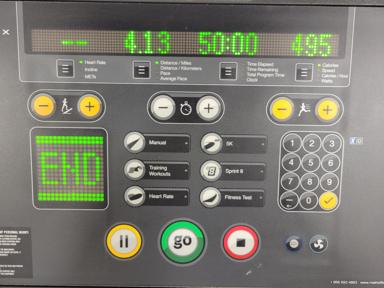 -- 4.13 50:00 495
Heart Rate
Incline
METs
Distance / Miles
Distance / Kilometers
Pace
Average Pace
Time Elapsed
Time Remaining
Total Program Time
Clock
Calories
Speed
Calories / Hour
Watts
END
Manual
5K
Training
Workouts
Sprint 8
Heart Rate
Fitness Test
1 2 3
4 5 6
7 8 9
0
go